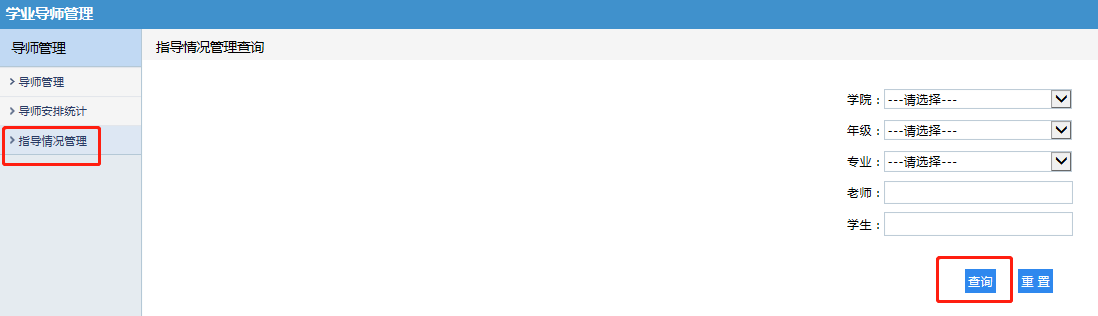 学业导师管理
导师管理
导师管理
导师安排统计
指导情况管理
指导情况管理查询
学院：---请选择---
年级：---请选择---
专业：---请选择---
老师：
学生：
查询 重 置